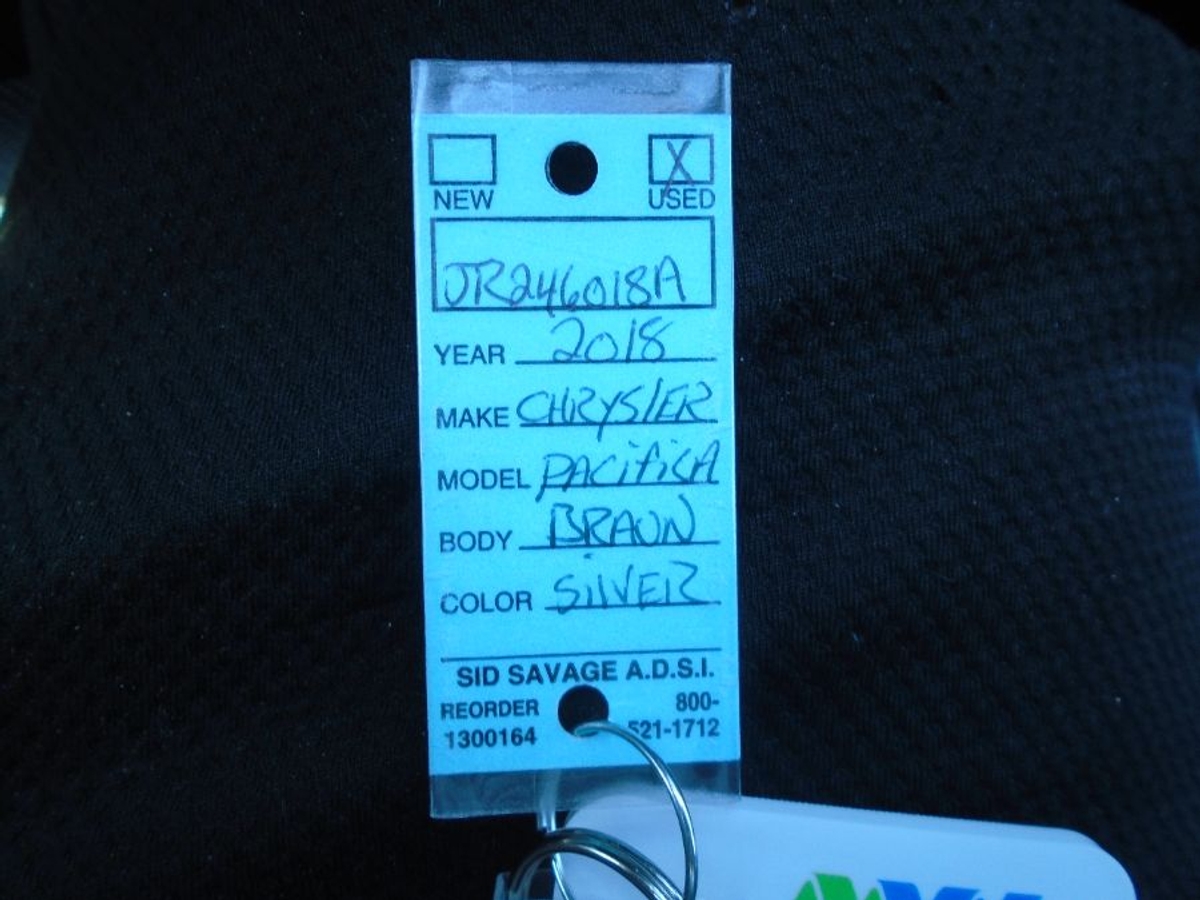 X
NEW USED
JR246018A
YEAR 2018
MAKE CHRYSlER
MODEL PACifiCA
BODY BRAUN
COLOR SilVER
SID SAVAGE A.D.S.I.
REORDER 800-
1300164 521-1712